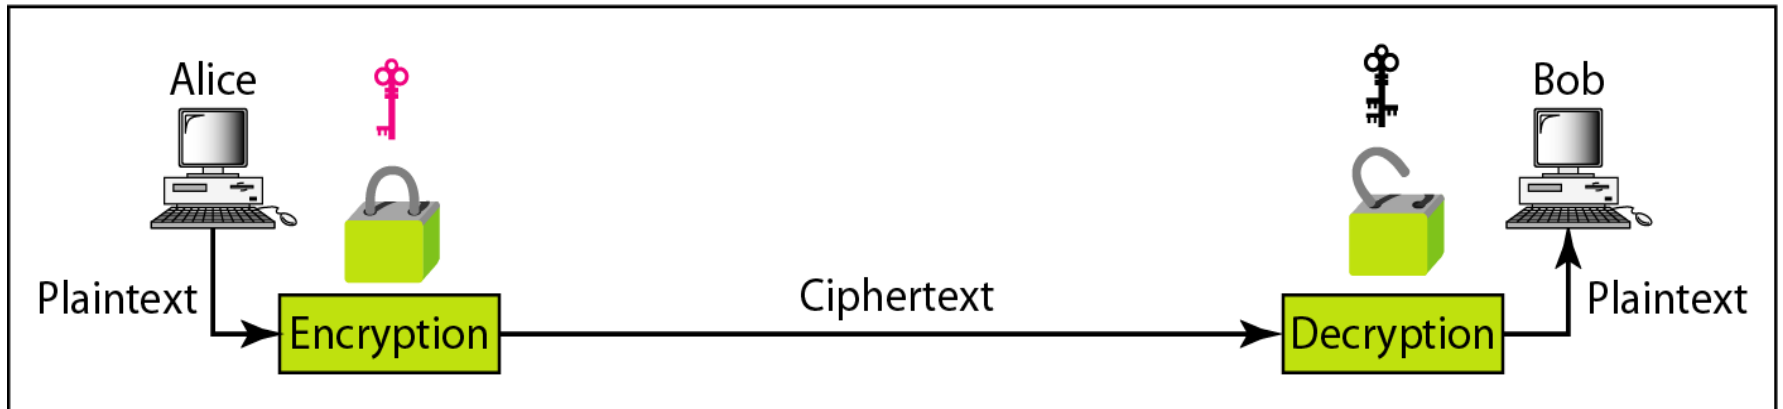 Alice
Bob
Plaintext
Ciphertext
Plaintext
Encryption
Decryption